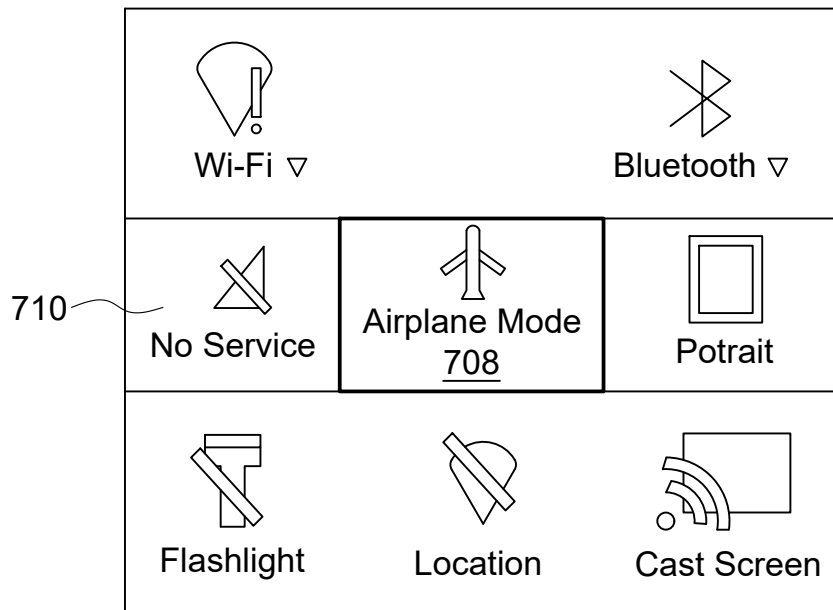 Wi-Fi ▽
Bluetooth ▽
710
No Service
Airplane Mode
708
Potrait
Flashlight
Location
Cast Screen